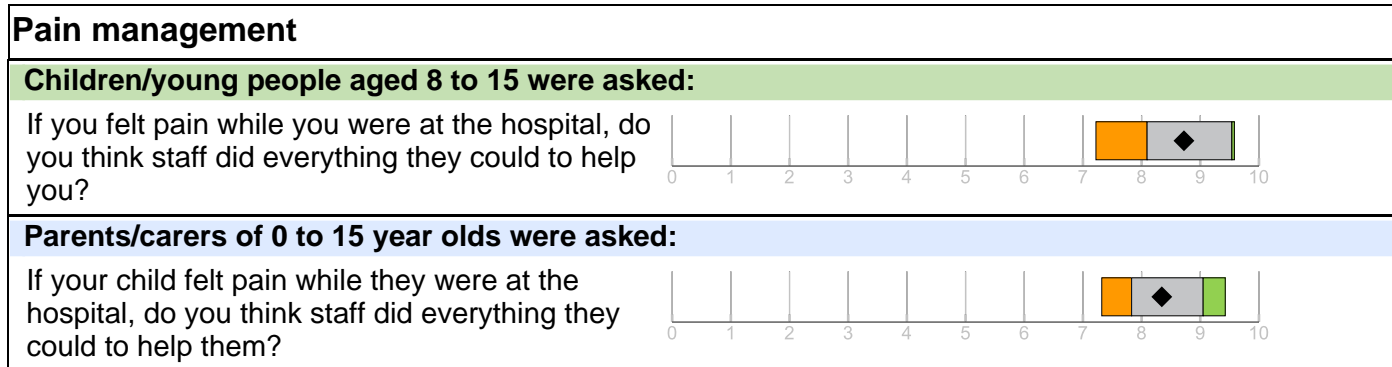 Pain management
Children/young people aged 8 to 15 were asked:
If you felt pain while you were at the hospital, do
you think staff did everything they could to help
you?
0 1 2 3 4 5 6 7 8 9 10
Parents/carers of 0 to 15 year olds were asked:
If your child felt pain while they were at the
hospital, do you think staff did everything they
could to help them?
0 1 2 3 4 5 6 7 8 9 10